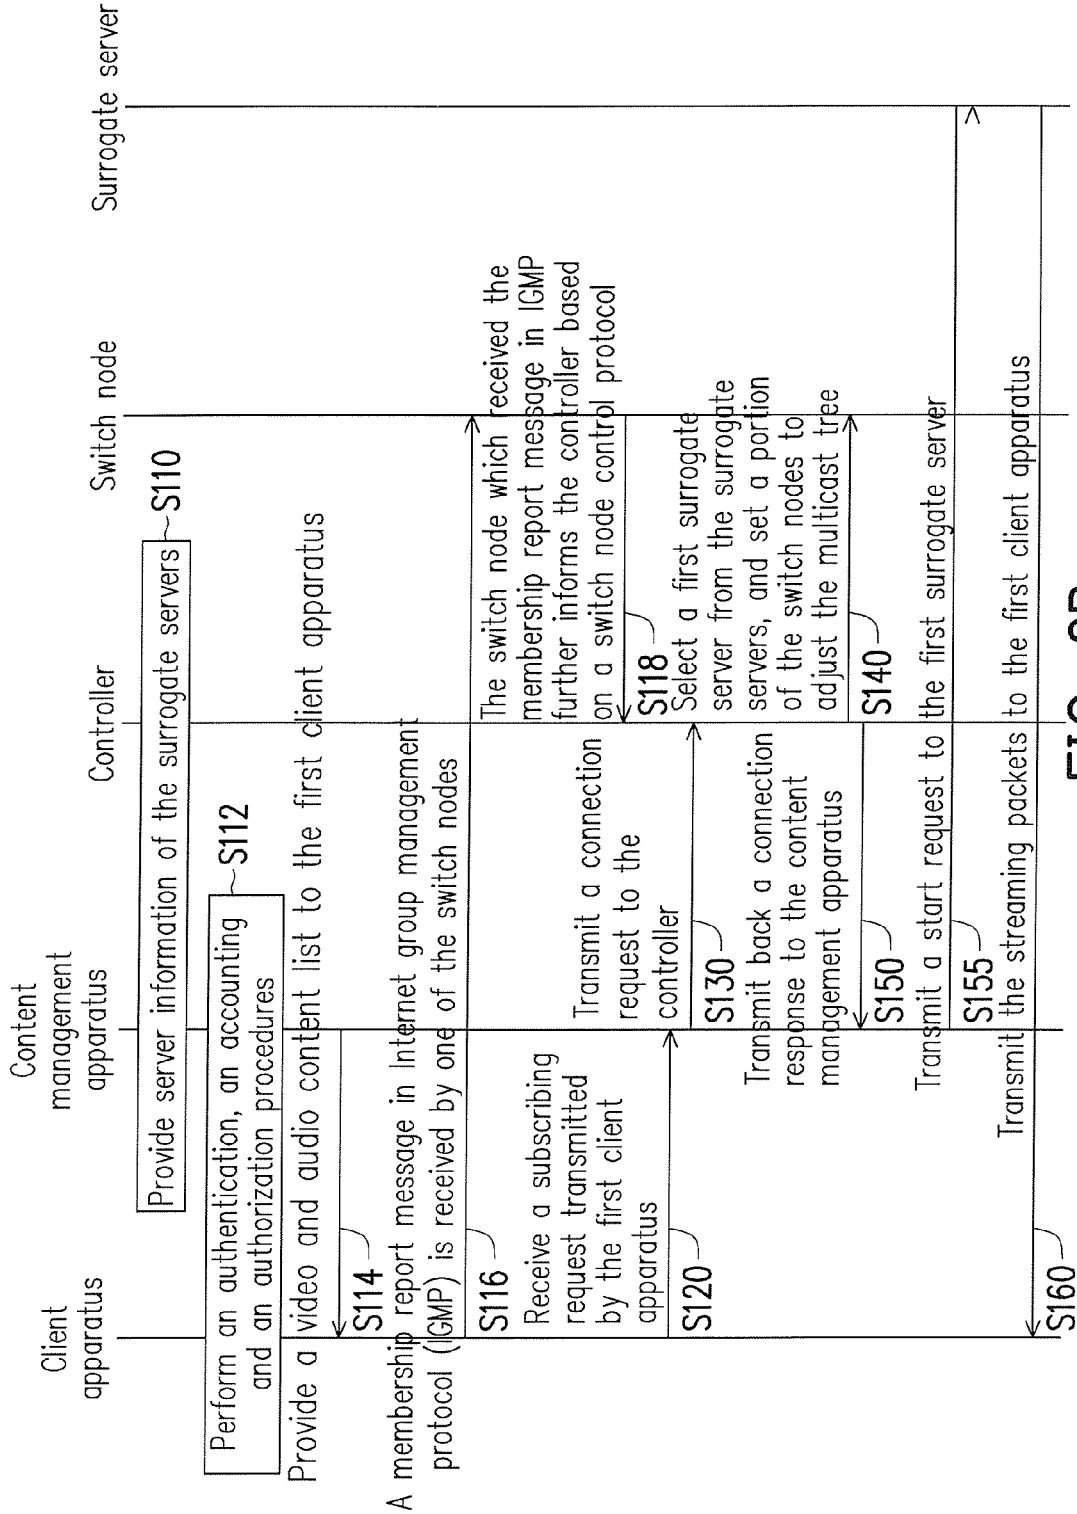 Client
apparatus
Content
management
apparatus
Controller
Switch node
Surrogate server
Provide server information of the surrogate servers
S110
Perform an authentication, an accounting
and an authorization procedures
S112
Provide a video and audio content list to the first client apparatus
S114
A membership report message in Internet group management
protocol (IGMP) is received by one of the switch nodes
S116
The switch node which received the
membership report message in IGMP
further informs the controller based
on a switch node control protocol
S118
Receive a subscribing
request transmitted
by the first client
apparatus
S120
Transmit a connection
request to the
controller
S130
Select a first surrogate
server from the surrogate
servers, and set a portion
of the switch nodes to
adjust the multicast tree
S140
Transmit back a connection
response to the content
management apparatus
S150
Transmit a start request to the first surrogate server
S155
Transmit the streaming packets to the first client apparatus
S160